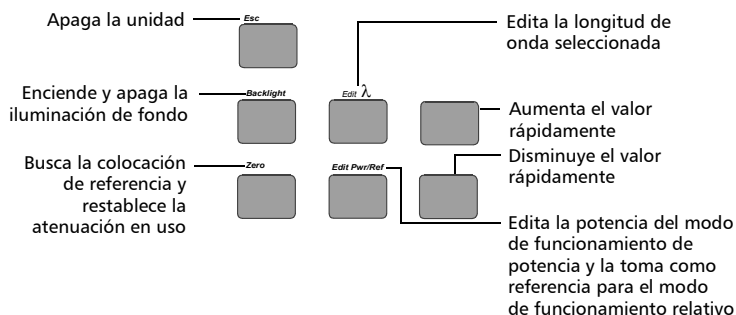 Apaga la unidad
Esc
Edita la longitud de
onda seleccionada
Enciende y apaga la
iluminación de fondo
Backlight
Edit λ
Aumenta el valor
rápidamente
Disminuye el valor
rápidamente
Busca la colocación
de referencia y
restablece la
atenuación en uso
Zero
Edit Pwr/Ref
Edita la potencia del modo
de funcionamiento de
potencia y la toma como
referencia para el modo
de funcionamiento relativo